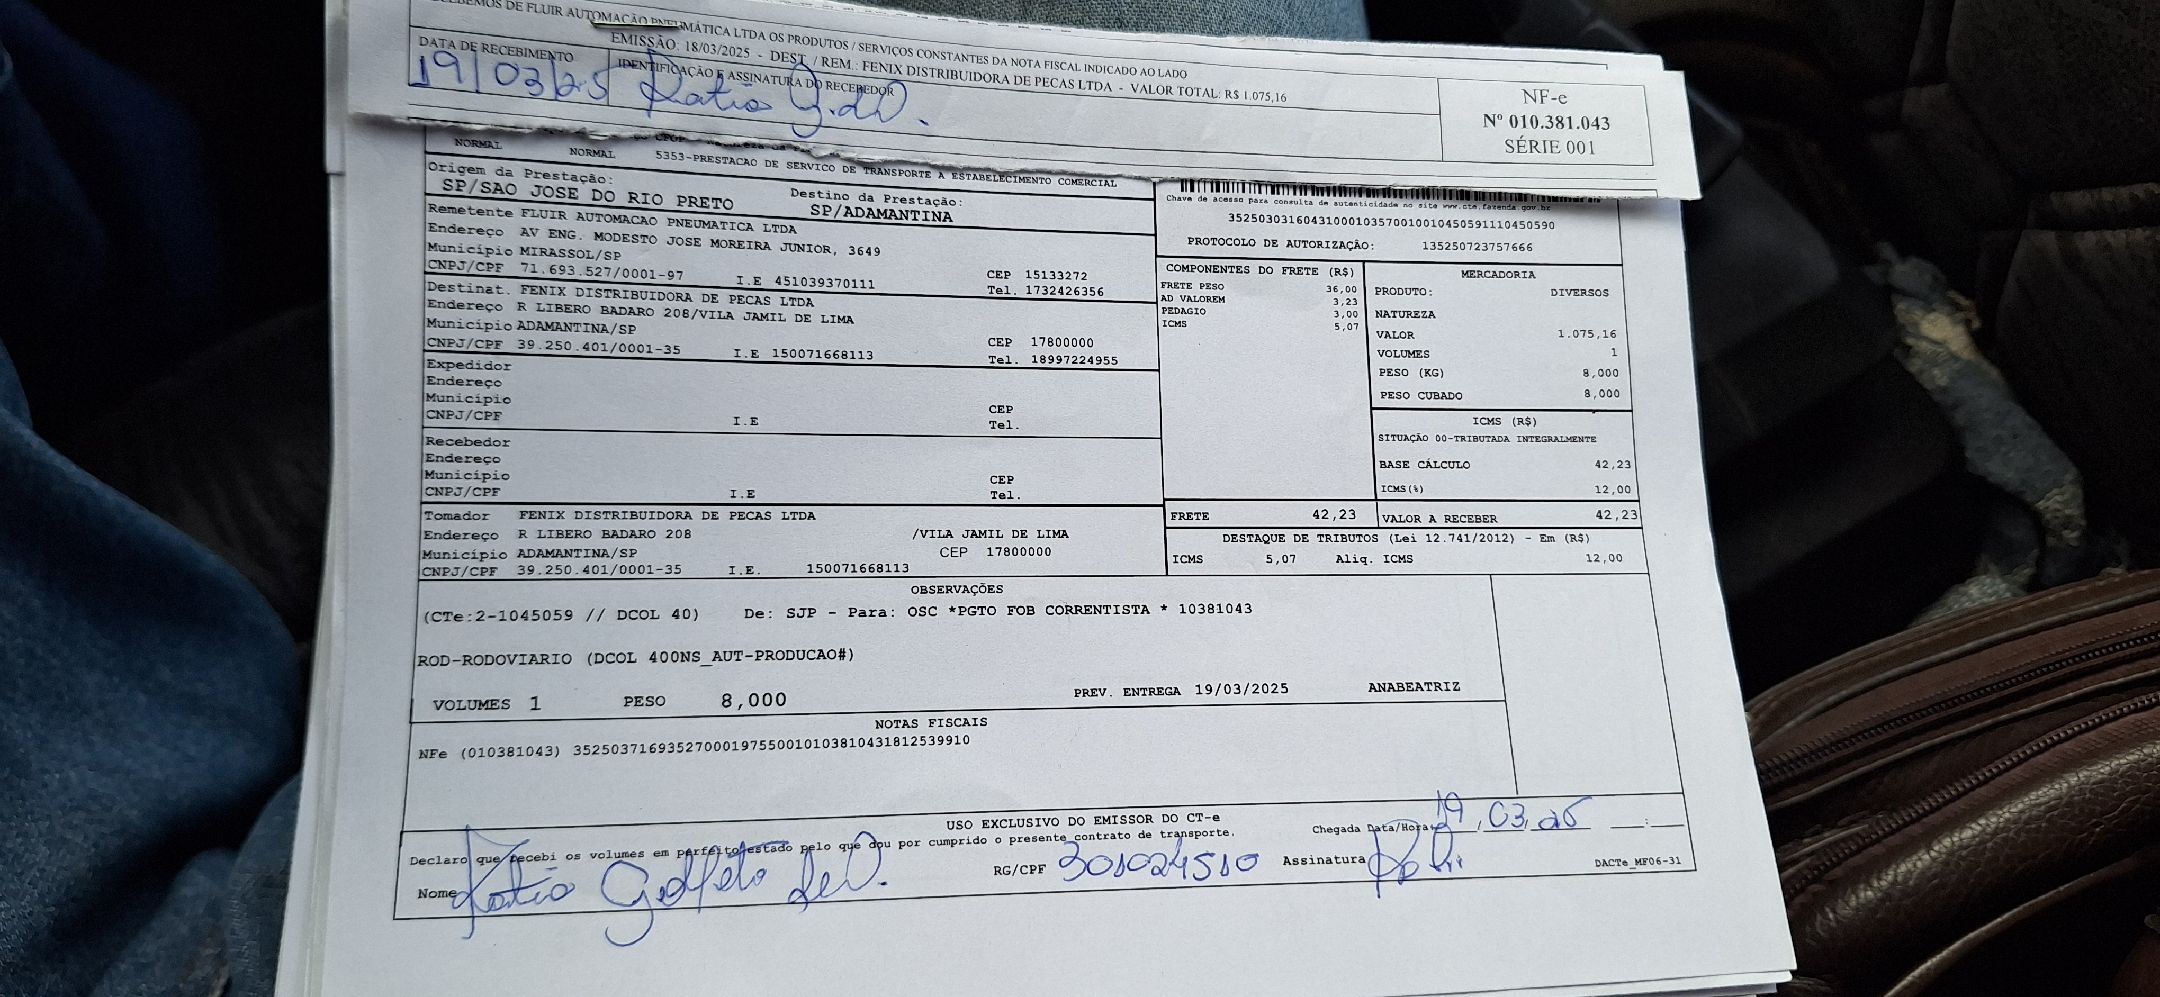 CEBEMOS DE FLUIR AUTOMAÇÃO PNEUMÁTICA LTDA OS PRODUTOS / SERVIÇOS CONSTANTES DA NOTA FISCAL INDICADO AO LADO
EMISSÃO: 18/03/2025 - DEST. / REM.: FENIX DISTRIBUIDORA DE PECAS LTDA - VALOR TOTAL: R$ 1.075,16
DATA DE RECEBIMENTO IDENTIFICAÇÃO E ASSINATURA DO RECEBEDOR
19/03/25
NF-e
Nº 010.381.043
SÉRIE 001
NORMAL NORMAL 5353-PRESTACAO DE SERVICO DE TRANSPORTE A ESTABELECIMENTO COMERCIAL
Origem da Prestação: Destino da Prestação:
SP/SAO JOSE DO RIO PRETO SP/ADAMANTINA
Remetente FLUIR AUTOMACAO PNEUMATICA LTDA
Endereço AV ENG. MODESTO JOSE MOREIRA JUNIOR, 3649
Município MIRASSOL/SP CEP 15133272
CNPJ/CPF 71.693.527/0001-97 I.E 451039370111 Tel. 1732426356
Destinat. FENIX DISTRIBUIDORA DE PECAS LTDA
Endereço R LIBERO BADARO 208/VILA JAMIL DE LIMA
Município ADAMANTINA/SP CEP 17800000
CNPJ/CPF 39.250.401/0001-35 I.E 150071668113 Tel. 18997224955
Expedidor
Endereço
Município CEP
CNPJ/CPF I.E Tel.
Recebedor
Endereço
Município CEP
CNPJ/CPF I.E Tel.
Tomador FENIX DISTRIBUIDORA DE PECAS LTDA
Endereço R LIBERO BADARO 208 /VILA JAMIL DE LIMA
Município ADAMANTINA/SP CEP 17800000
CNPJ/CPF 39.250.401/0001-35 I.E. 150071668113
Chave de acesso para consulta de autenticidade no site www.cte.fazenda.gov.br
35250303160431000103570010010450591110450590
PROTOCOLO DE AUTORIZAÇÃO: 135250723757666
COMPONENTES DO FRETE (R$)
FRETE PESO 36,00
AD VALOREM 3,23
PEDAGIO 3,00
ICMS 5,07
MERCADORIA
PRODUTO: DIVERSOS
NATUREZA
VALOR 1.075,16
VOLUMES 1
PESO (KG) 8,000
PESO CUBADO 8,000
ICMS (R$)
SITUAÇÃO 00-TRIBUTADA INTEGRALMENTE
BASE CÁLCULO 42,23
ICMS(%) 12,00
FRETE 42,23 VALOR A RECEBER 42,23
DESTAQUE DE TRIBUTOS (Lei 12.741/2012) - Em (R$)
ICMS 5,07 Aliq. ICMS 12,00
OBSERVAÇÕES
(CTe:2-1045059 // DCOL 40) De: SJP - Para: OSC *PGTO FOB CORRENTISTA * 10381043
ROD-RODOVIARIO (DCOL 400NS_AUT-PRODUCAO#)
VOLUMES 1 PESO 8,000 PREV. ENTREGA 19/03/2025 ANABEATRIZ
NOTAS FISCAIS
NFe (010381043) 35250371693527000197550010103810431812539910
USO EXCLUSIVO DO EMISSOR DO CT-e
Declaro que recebi os volumes em perfeito estado pelo que dou por cumprido o presente contrato de transporte.
Chegada Data/Hora 19/03/25 __:__
Nome RG/CPF 301024510 Assinatura DACTe_MF06-31